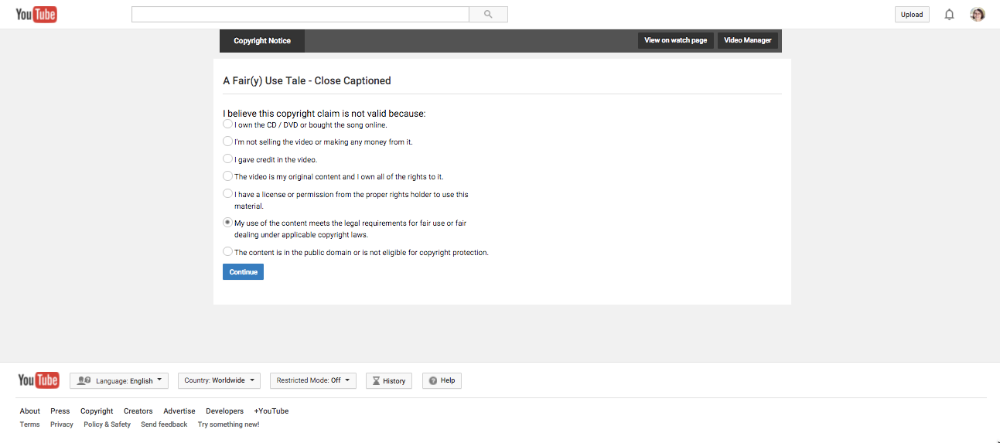 YouTube
Upload
Copyright Notice
View on watch page
Video Manager
A Fair(y) Use Tale - Close Captioned
I believe this copyright claim is not valid because:
I own the CD / DVD or bought the song online.
I'm not selling the video or making any money from it.
I gave credit in the video.
The video is my original content and I own all of the rights to it.
I have a license or permission from the proper rights holder to use this
material.
My use of the content meets the legal requirements for fair use or fair
dealing under applicable copyright laws.
The content is in the public domain or is not eligible for copyright protection.
Continue
YouTube
Language: English
Country: Worldwide
Restricted Mode: Off
History
Help
About Press Copyright Creators Advertise Developers +YouTube
Terms Privacy Policy & Safety Send feedback Try something new!